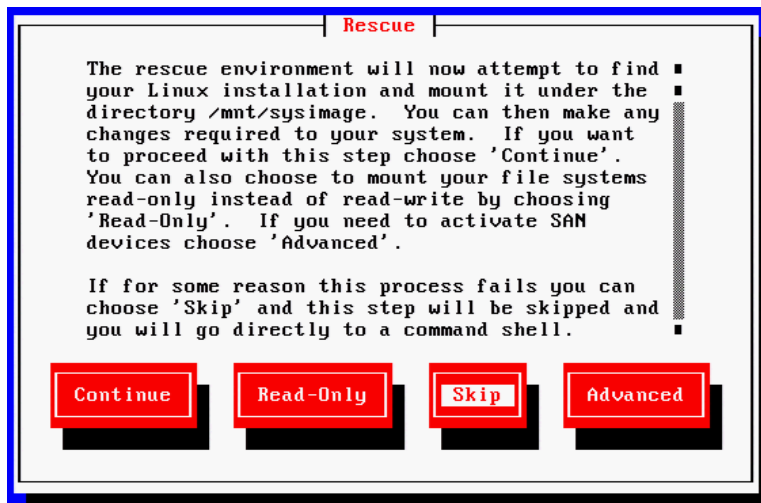 Rescue
The rescue environment will now attempt to find
your Linux installation and mount it under the
directory /mnt/sysimage.  You can then make any
changes required to your system.  If you want
to proceed with this step choose 'Continue'.
You can also choose to mount your file systems
read-only instead of read-write by choosing
'Read-Only'.  If you need to activate SAN
devices choose 'Advanced'.
If for some reason this process fails you can
choose 'Skip' and this step will be skipped and
you will go directly to a command shell.
Continue Read-Only Skip Advanced